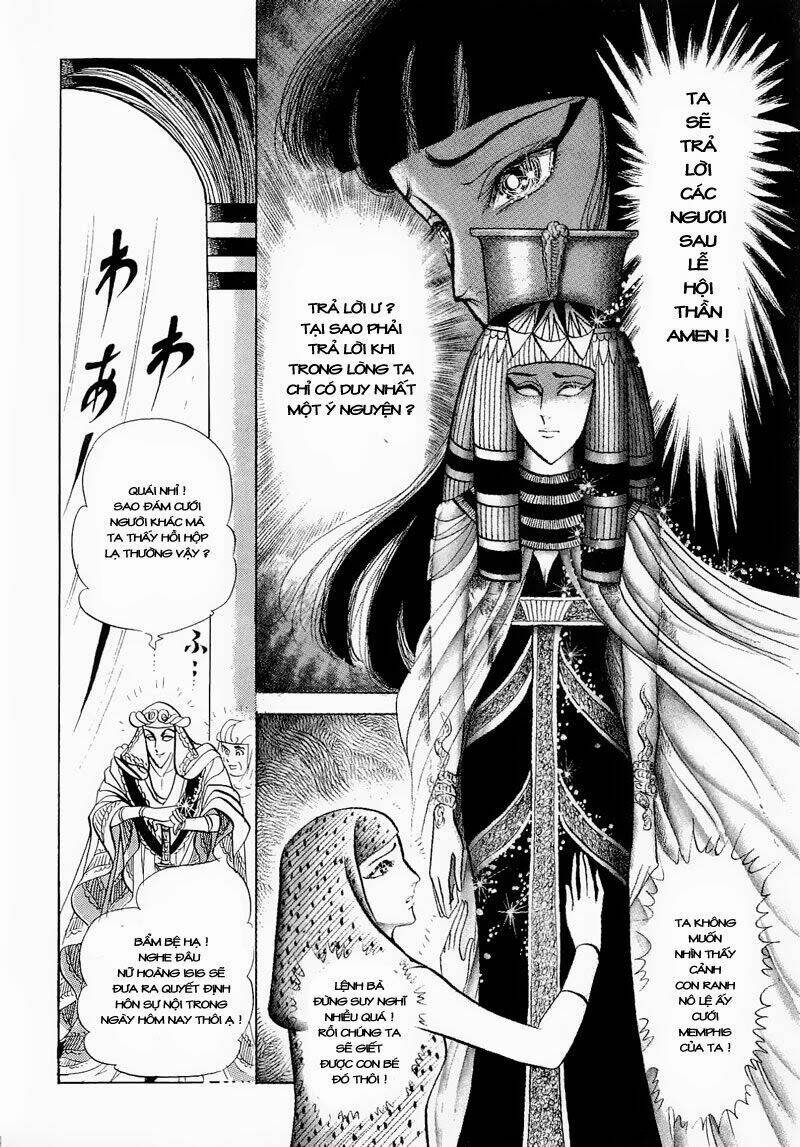 TA
SẼ
TRẢ
LỜI
CÁC
NGƯƠI
SAU
LỄ
HỘI
THẦN
AMEN !
TRẢ LỜI Ư ?
TẠI SAO PHẢI
TRẢ LỜI KHI
TRONG LÕNG TA
CHỈ CÓ DUY NHẤT
MỘT Ý NGUYỆN ?
わ
わ
あ
QUÁI NHỈ !
SAO ĐÁM CƯỚI
NGƯỜI KHÁC MÀ
TA THẤY HỒI HỘP
LẠ THƯỜNG VẬY ?
ふ
TA KHÔNG
MUỐN
NHÌN THẤY
CẢNH
CON RANH
NÔ LỆ ẤY
CƯỚI
MEMPHIS
CỦA TA !
LỆNH BÀ
ĐỪNG SUY NGHĨ
NHIỀU QUÁ !
RỒI CHÚNG TA
SẼ GIẾT
ĐƯỢC CON BÉ
ĐÓ THÔI !
BẨM BỆ HẠ !
NGHE ĐÂU
NỮ HOÀNG ISIS SẼ
ĐƯA RA QUYẾT ĐỊNH
HÔN SỰ NỘI TRONG
NGÀY HÔM NAY THÔI Ạ !